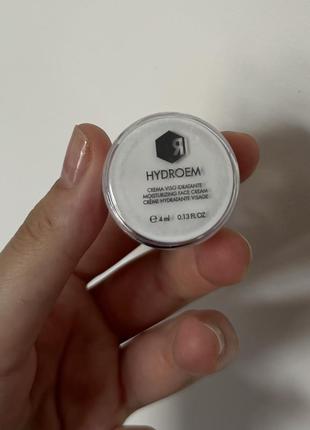 HYDROEM
CREMA VISO IDRATANTE
MOISTURIZING FACE CREAM
CRÈME HYDRATANTE VISAGE
℮ 4 ml 0.13 FL.OZ